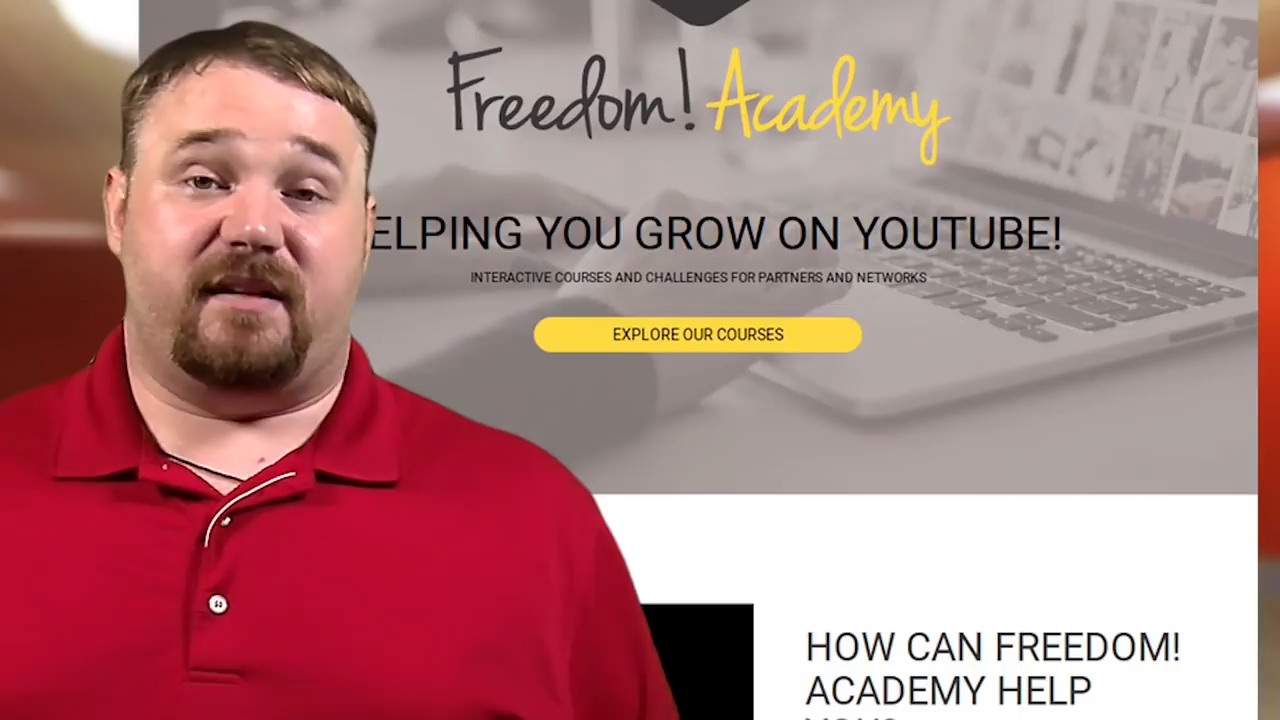 Freedom! Academy
ELPING YOU GROW ON YOUTUBE!
INTERACTIVE COURSES AND CHALLENGES FOR PARTNERS AND NETWORKS
EXPLORE OUR COURSES
HOW CAN FREEDOM!
ACADEMY HELP